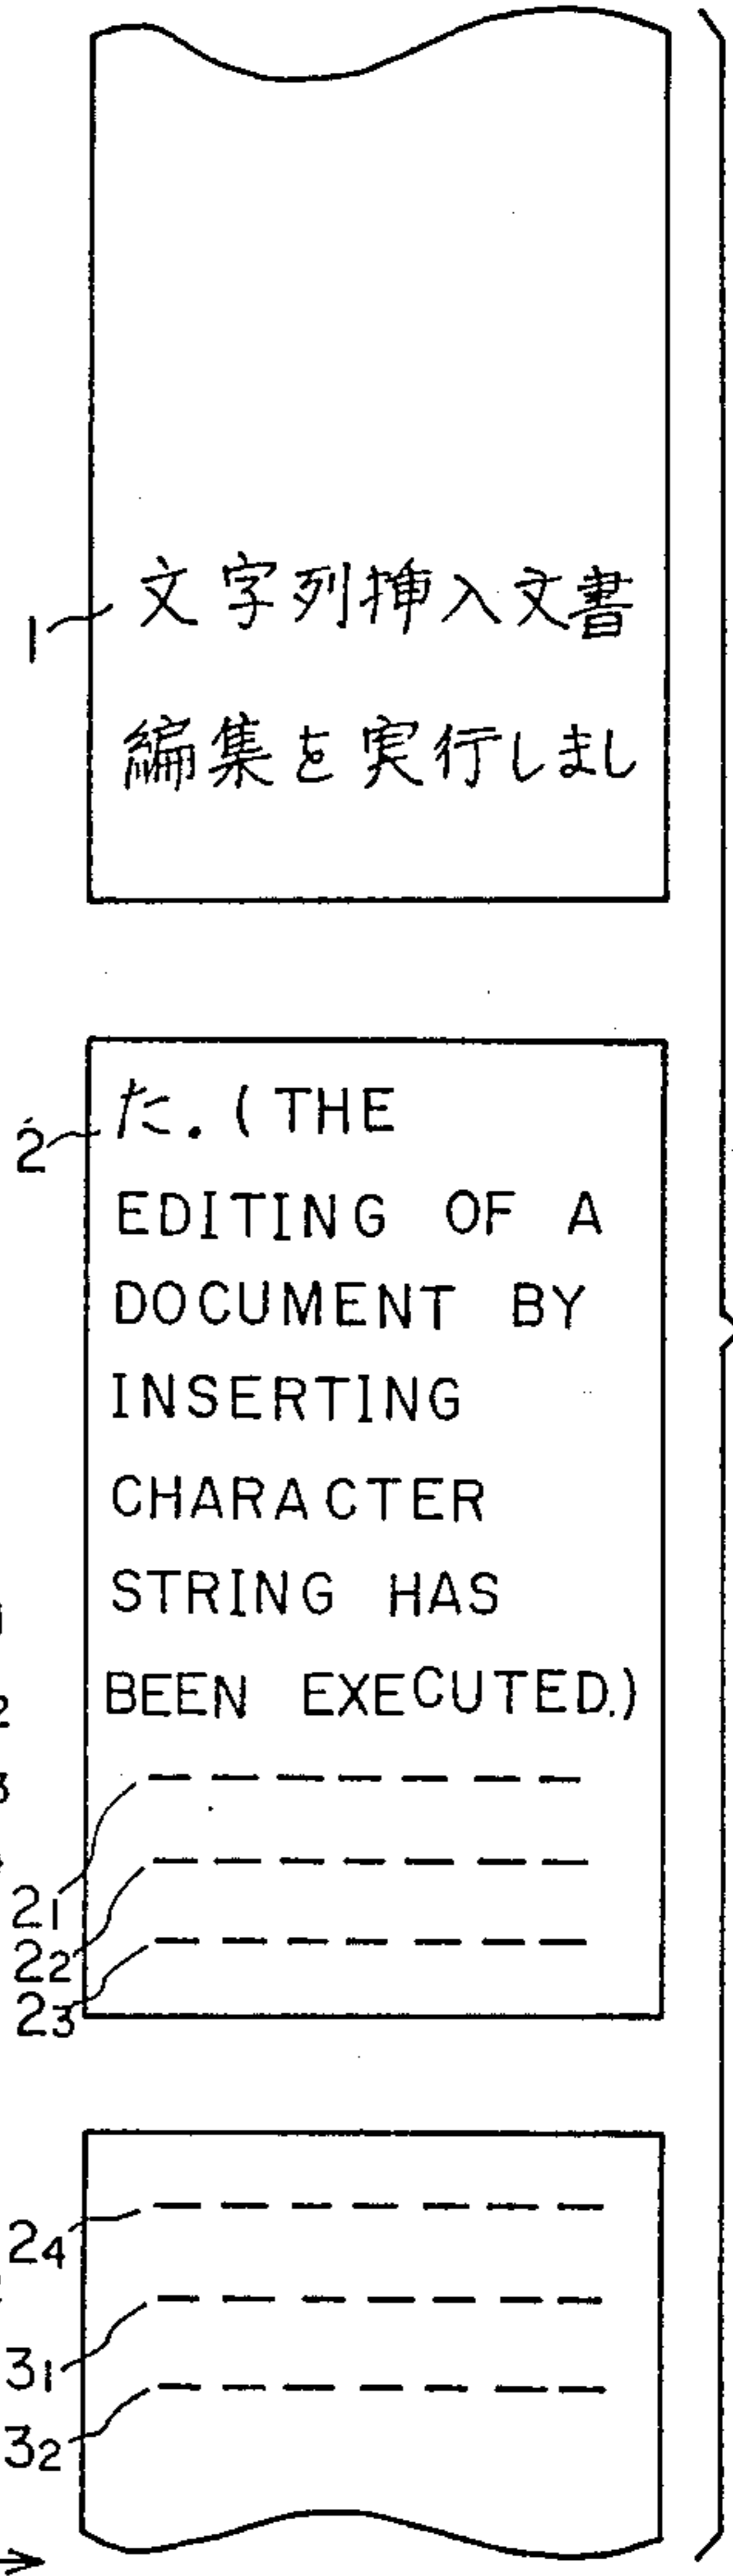 1 文字列挿入文書
編集を実行しまし
2 た. (THE
EDITING OF A
DOCUMENT BY
INSERTING
CHARACTER
STRING HAS
BEEN EXECUTED.)
21
22
23
24
31
32